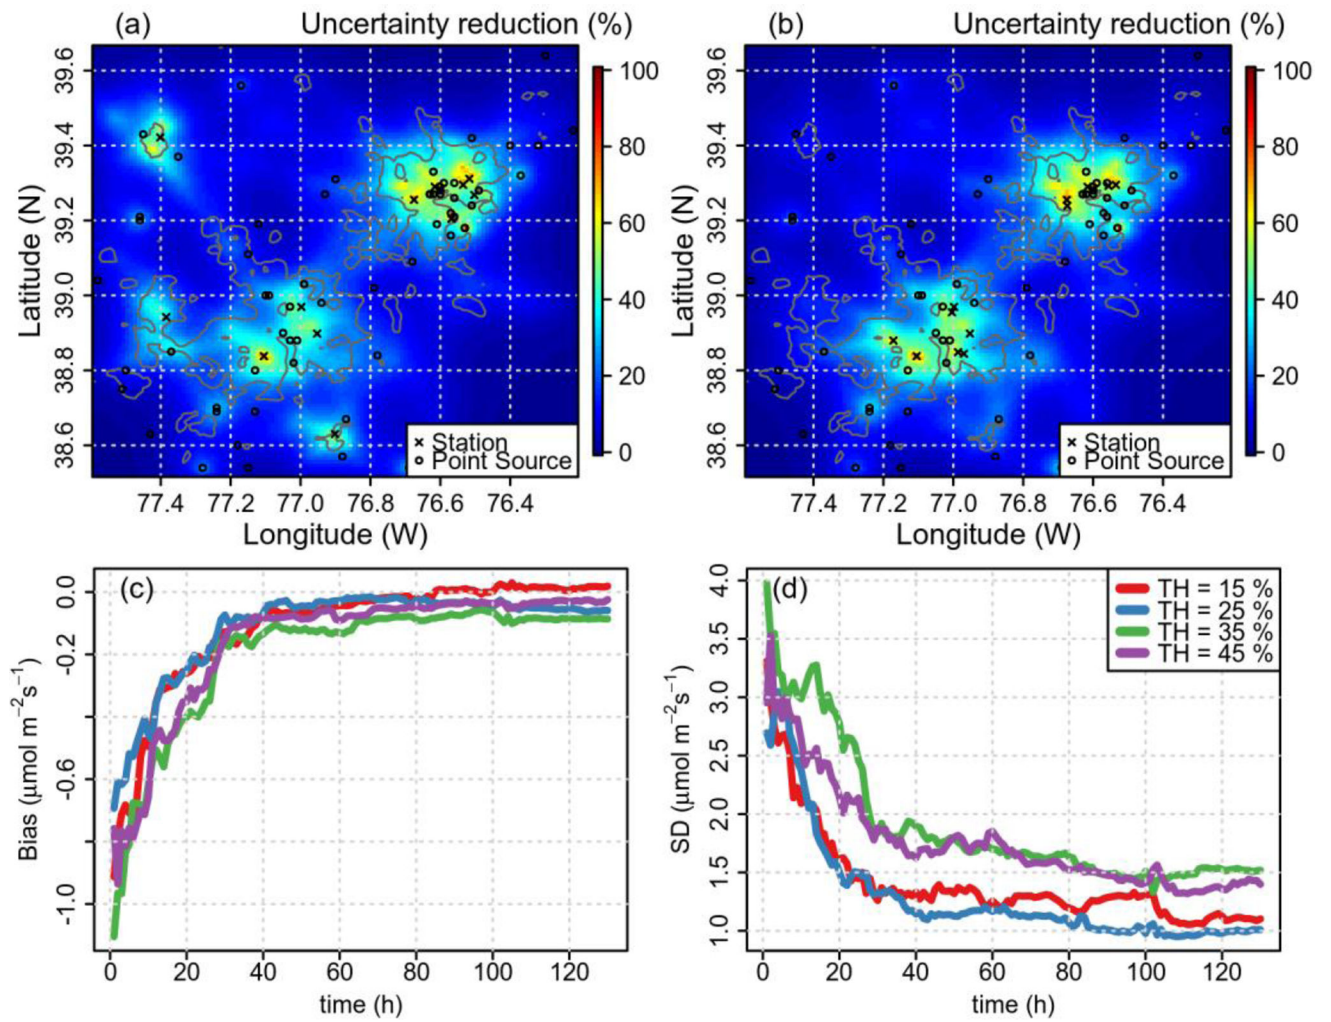 (a) Uncertainty reduction (%)
39.6
39.4
39.2
39.0
38.8
38.6
Latitude (N)
100
80
60
40
20
0
× Station
○ Point Source
77.4 77.2 77.0 76.8 76.6 76.4
Longitude (W)
(b) Uncertainty reduction (%)
39.6
39.4
39.2
39.0
38.8
38.6
Latitude (N)
100
80
60
40
20
0
× Station
○ Point Source
77.4 77.2 77.0 76.8 76.6 76.4
Longitude (W)
(c)
0.0
-0.2
-0.6
-1.0
Bias (μmol m−2s−1)
0 20 40 60 80 100 120
time (h)
(d)
4.0
3.5
3.0
2.5
2.0
1.5
1.0
SD (μmol m−2s−1)
TH = 15 %
TH = 25 %
TH = 35 %
TH = 45 %
0 20 40 60 80 100 120
time (h)